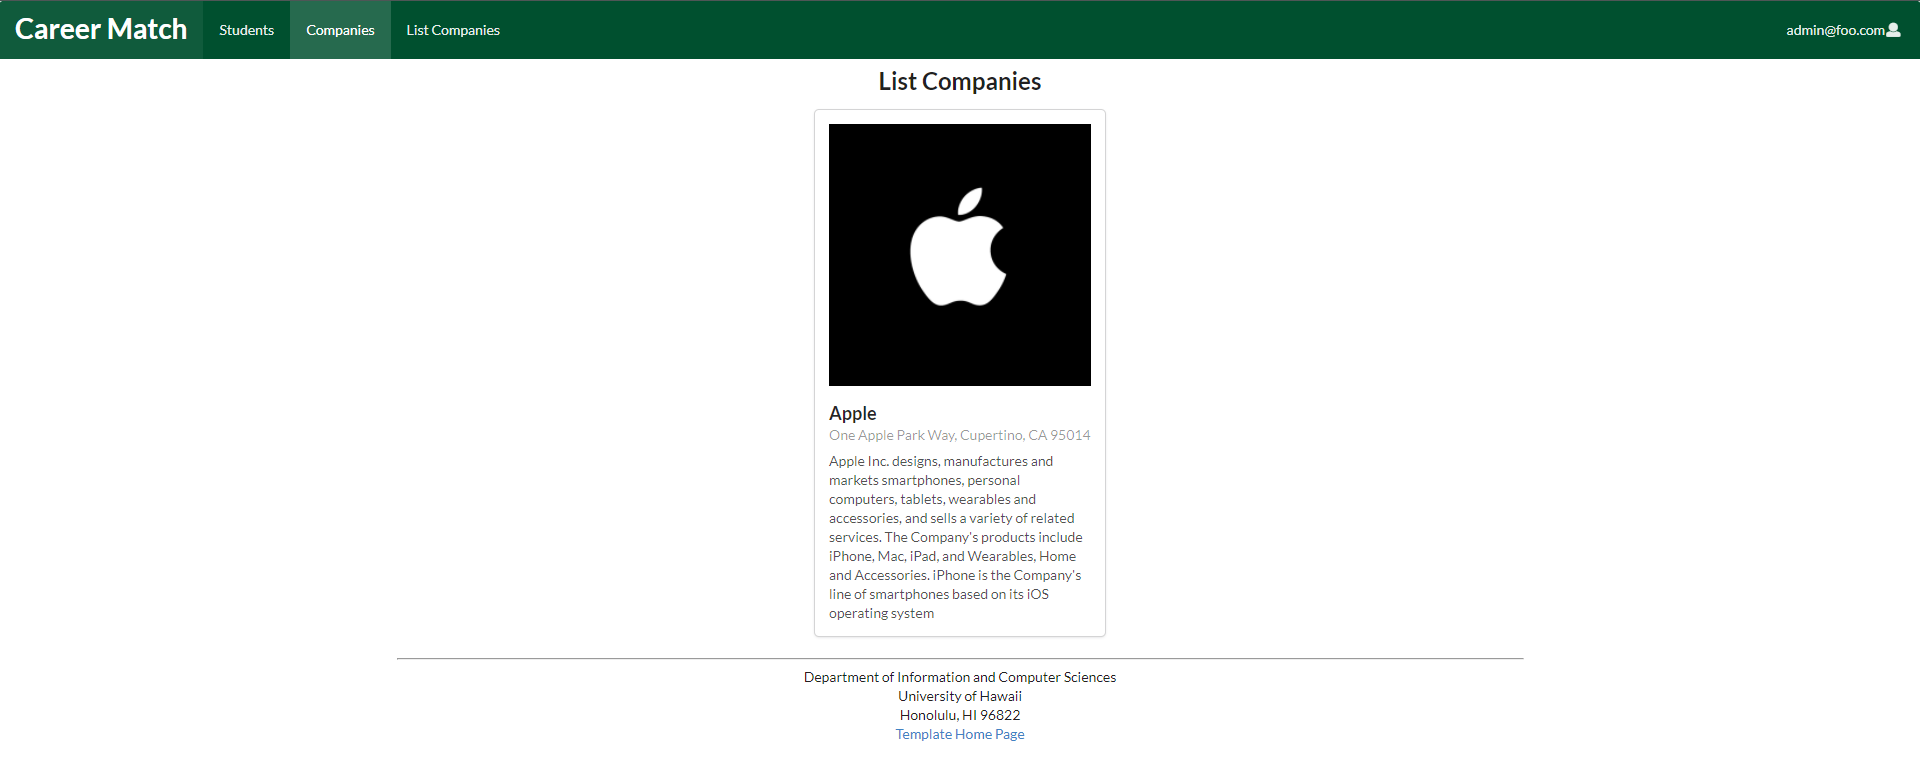 Career Match
Students
Companies
List Companies
admin@foo.com
List Companies
Apple
One Apple Park Way, Cupertino, CA 95014
Apple Inc. designs, manufactures and
markets smartphones, personal
computers, tablets, wearables and
accessories, and sells a variety of related
services. The Company's products include
iPhone, Mac, iPad, and Wearables, Home
and Accessories. iPhone is the Company's
line of smartphones based on its iOS
operating system
Department of Information and Computer Sciences
University of Hawaii
Honolulu, HI 96822
Template Home Page